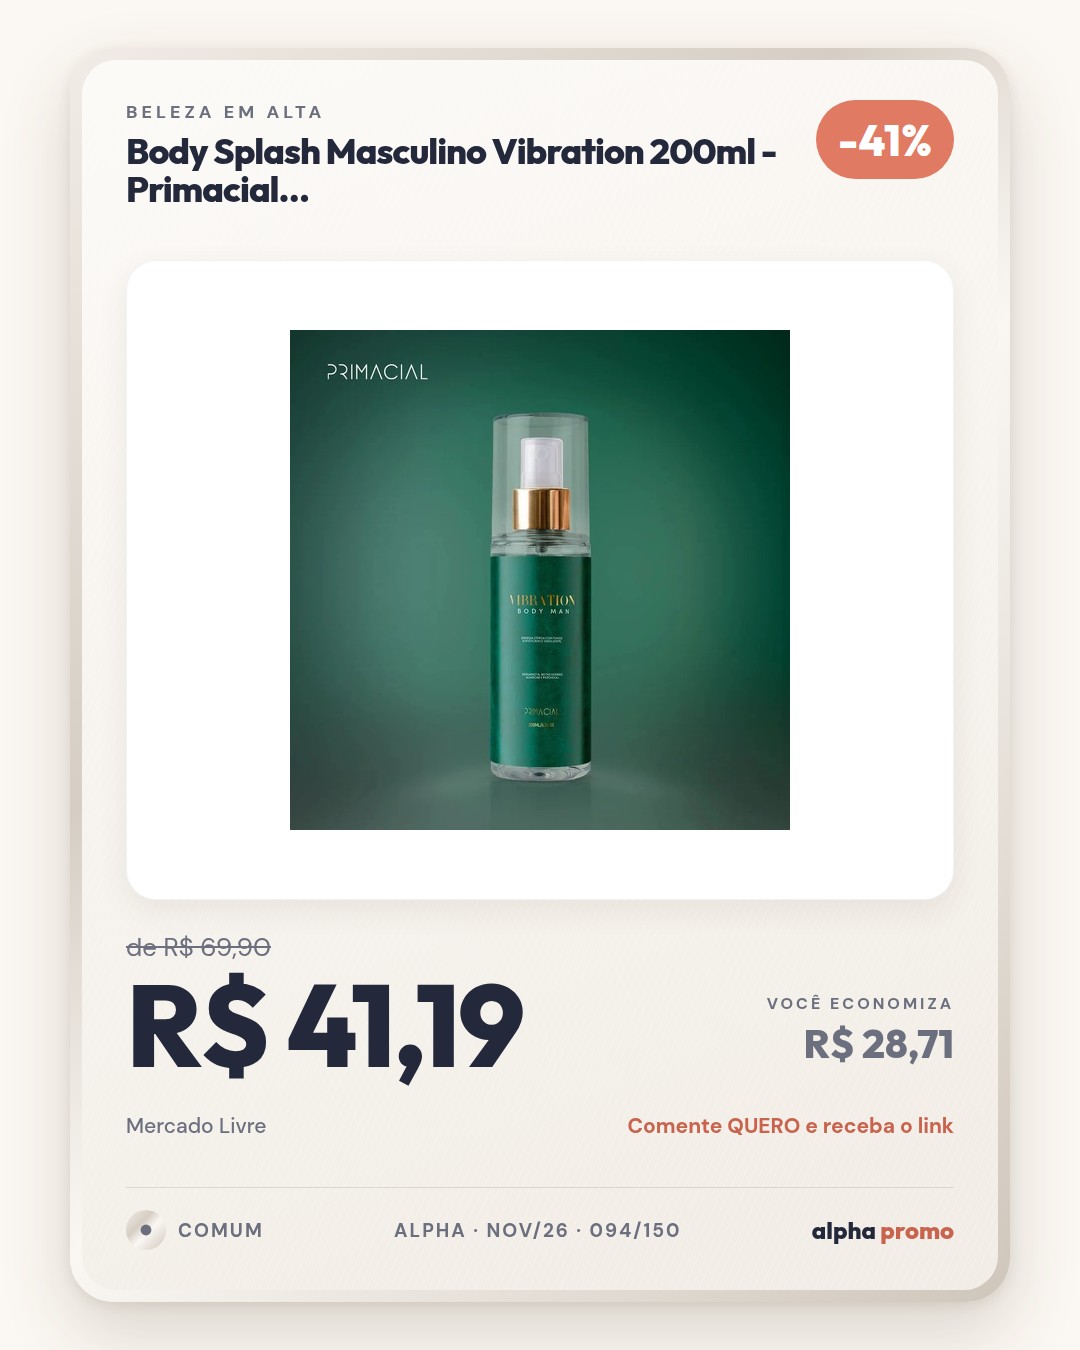 BELEZA EM ALTA
Body Splash Masculino Vibration 200ml -
Primacial...
-41%
PRIMACIAL
VIBRATION
BODY MAN
PRIMACIAL
de R$ 69,90
R$ 41,19
VOCÊ ECONOMIZA
R$ 28,71
Mercado Livre
Comente QUERO e receba o link
COMUM
ALPHA · NOV/26 · 094/150
alpha promo